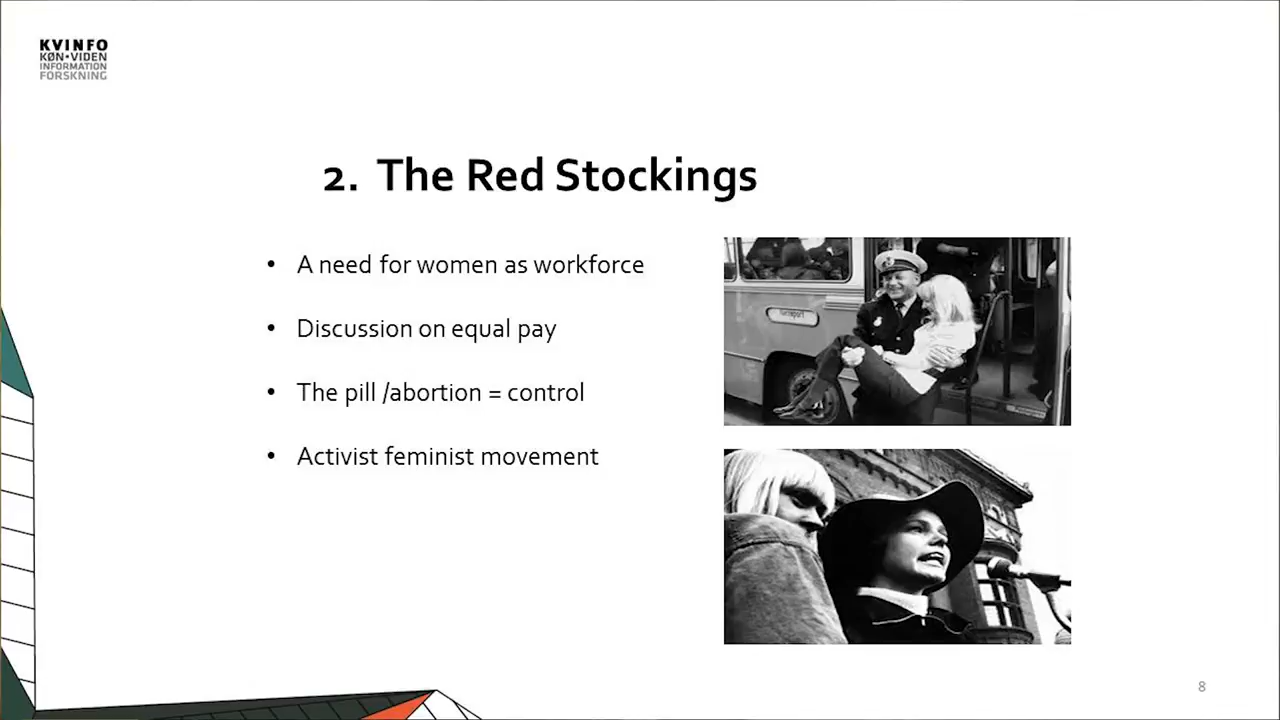 KVINFO
KØN•VIDEN
INFORMATION
FORSKNING
2. The Red Stockings
• A need for women as workforce
• Discussion on equal pay
• The pill /abortion = control
• Activist feminist movement
8